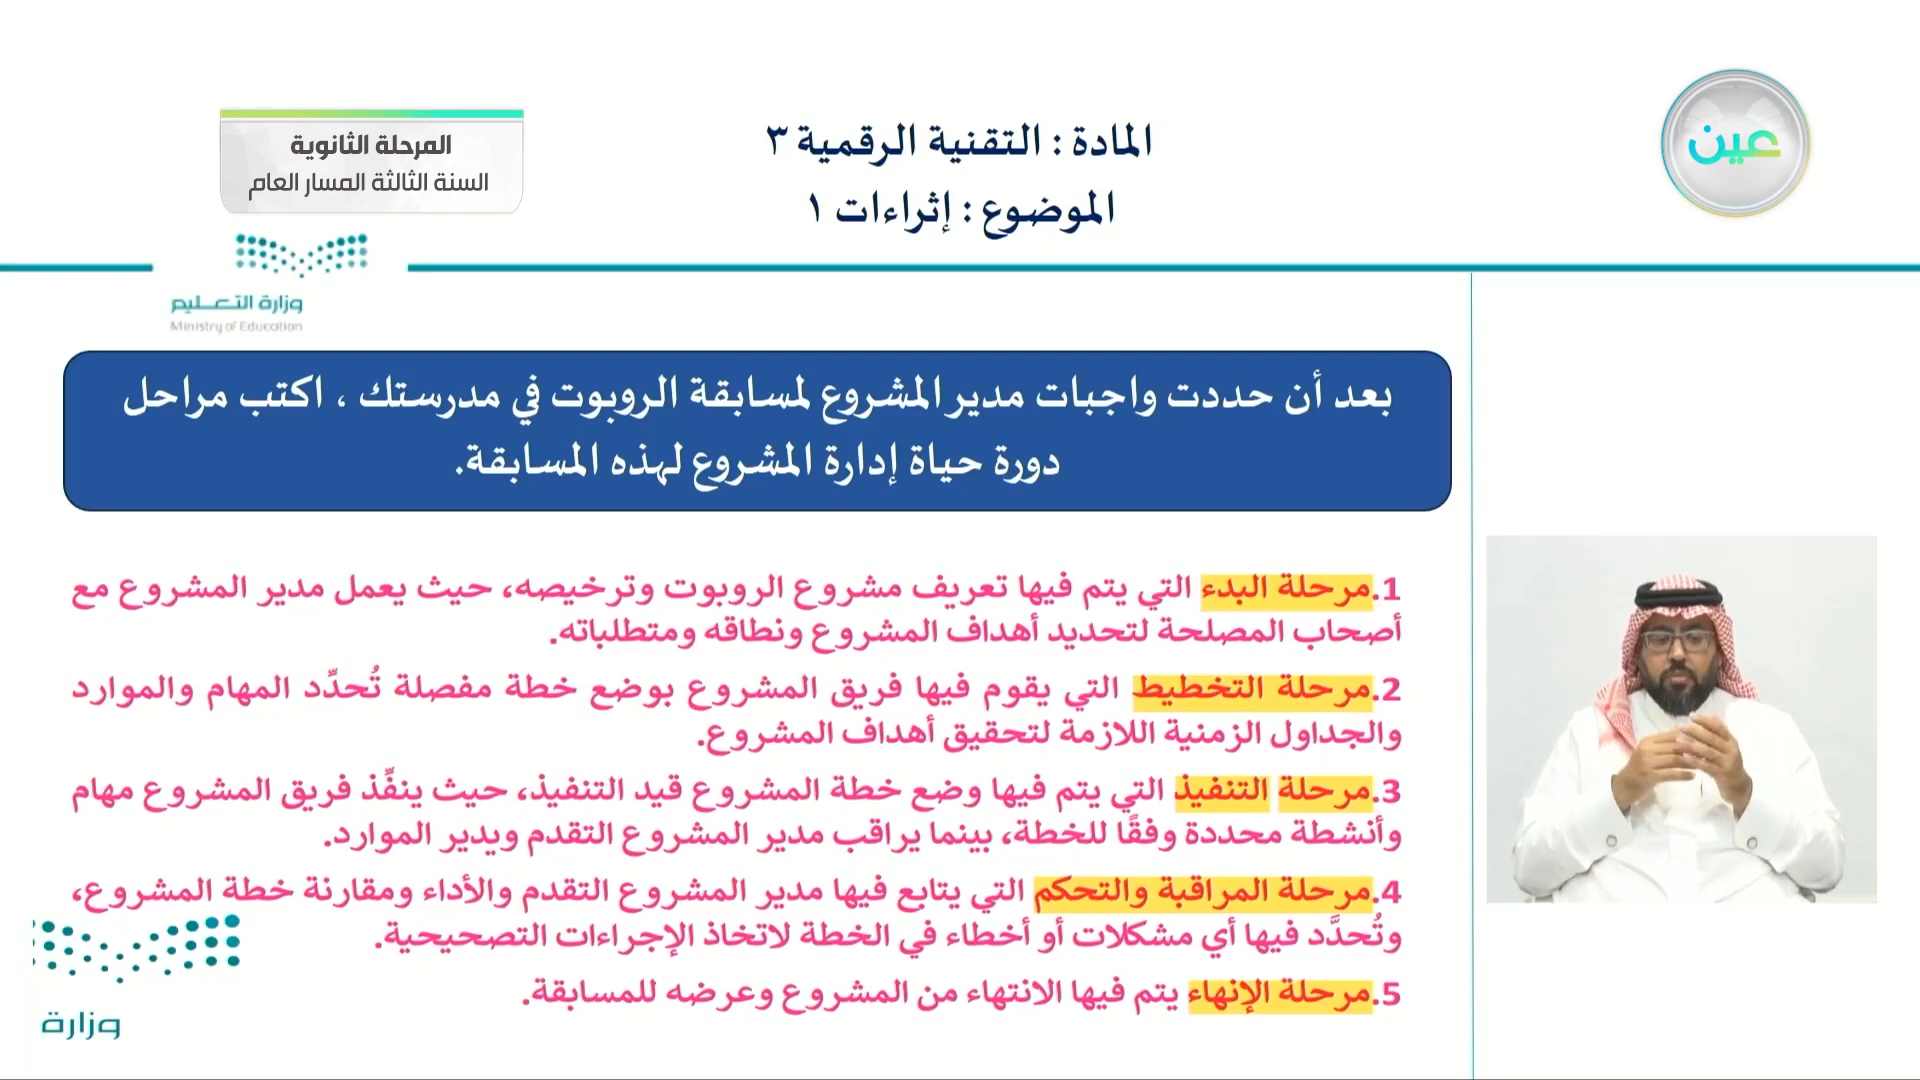 عين
المادة : التقنية الرقمية ٣
الموضوع : إثراءات ١
المرحلة الثانوية
السنة الثالثة المسار العام
وزارة التعليم
Ministry of Education
بعد أن حددت واجبات مدير المشروع لمسابقة الروبوت في مدرستك ، اكتب مراحل
دورة حياة إدارة المشروع لهذه المسابقة.
1.مرحلة البدء التي يتم فيها تعريف مشروع الروبوت وترخيصه، حيث يعمل مدير المشروع مع
أصحاب المصلحة لتحديد أهداف المشروع ونطاقه ومتطلباته.
2.مرحلة التخطيط التي يقوم فيها فريق المشروع بوضع خطة مفصلة تُحدِّد المهام والموارد
والجداول الزمنية اللازمة لتحقيق أهداف المشروع.
3.مرحلة التنفيذ التي يتم فيها وضع خطة المشروع قيد التنفيذ، حيث ينفِّذ فريق المشروع مهام
وأنشطة محددة وفقًا للخطة، بينما يراقب مدير المشروع التقدم ويدير الموارد.
4.مرحلة المراقبة والتحكم التي يتابع فيها مدير المشروع التقدم والأداء ومقارنة خطة المشروع،
وتُحدَّد فيها أي مشكلات أو أخطاء في الخطة لاتخاذ الإجراءات التصحيحية.
5.مرحلة الإنهاء يتم فيها الانتهاء من المشروع وعرضه للمسابقة.
وزارة